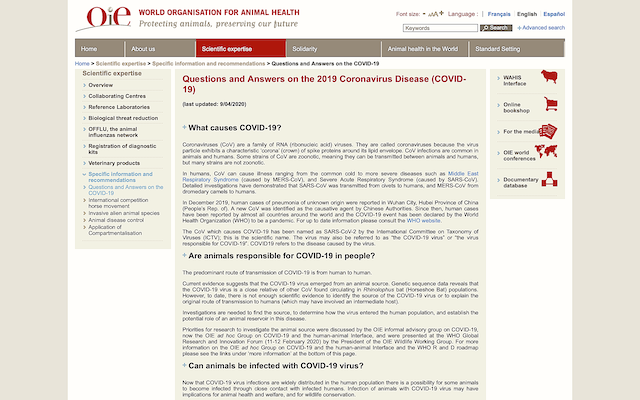 OiE
WORLD ORGANISATION FOR ANIMAL HEALTH
Protecting animals, preserving our future
Font size: AAA Language : | Français English Español
Keywords Search Advanced search
Home About us Scientific expertise Solidarity Animal health in the World Standard Setting
Home > Scientific expertise > Specific information and recommendations > Questions and Answers on the COVID-19
Scientific expertise
Overview
Collaborating Centres
Reference Laboratories
Biological threat reduction
OFFLU, the animal
influenzas network
Registration of diagnostic
kits
Veterinary products
Specific information and
recommendations
Questions and Answers on the
COVID-19
International competition
horse movement
Invasive alien animal species
Animal disease control
Application of
Compartmentalisation
Questions and Answers on the 2019 Coronavirus Disease (COVID-
19)
(last updated: 9/04/2020)
What causes COVID-19?
Coronaviruses (CoV) are a family of RNA (ribonucleic acid) viruses. They are called coronaviruses because the virus
particle exhibits a characteristic 'corona' (crown) of spike proteins around its lipid envelope. CoV infections are common in
animals and humans. Some strains of CoV are zoonotic, meaning they can be transmitted between animals and humans,
but many strains are not zoonotic.
In humans, CoV can cause illness ranging from the common cold to more severe diseases such as Middle East
Respiratory Syndrome (caused by MERS-CoV), and Severe Acute Respiratory Syndrome (caused by SARS-CoV).
Detailed investigations have demonstrated that SARS-CoV was transmitted from civets to humans, and MERS-CoV from
dromedary camels to humans.
In December 2019, human cases of pneumonia of unknown origin were reported in Wuhan City, Hubei Province of China
(People's Rep. of). A new CoV was identified as the causative agent by Chinese Authorities. Since then, human cases
have been reported by almost all countries around the world and the COVID-19 event has been declared by the World
Health Organization (WHO) to be a pandemic. For up to date information please consult the WHO website.
The CoV which causes COVID-19 has been named as SARS-CoV-2 by the International Committee on Taxonomy of
Viruses (ICTV); this is the scientific name. The virus may also be referred to as "the COVID-19 virus" or "the virus
responsible for COVID-19". COVID19 refers to the disease caused by the virus.
Are animals responsible for COVID-19 in people?
The predominant route of transmission of COVID-19 is from human to human.
Current evidence suggests that the COVID-19 virus emerged from an animal source. Genetic sequence data reveals that
the COVID-19 virus is a close relative of other CoV found circulating in Rhinolophus bat (Horseshoe Bat) populations.
However, to date, there is not enough scientific evidence to identify the source of the COVID-19 virus or to explain the
original route of transmission to humans (which may have involved an intermediate host).
Investigations are needed to find the source, to determine how the virus entered the human population, and establish the
potential role of an animal reservoir in this disease.
Priorities for research to investigate the animal source were discussed by the OIE informal advisory group on COVID-19,
now the OIE ad hoc Group on COVID-19 and the human-animal Interface, and were presented at the WHO Global
Research and Innovation Forum (11-12 February 2020) by the President of the OIE Wildlife Working Group. For more
information on the OIE ad hoc Group on COVID-19 and the human-animal Interface and the WHO R and D roadmap
please see the links under 'more information' at the bottom of this page.
Can animals be infected with COVID-19 virus?
Now that COVID-19 virus infections are widely distributed in the human population there is a possibility for some animals
to become infected through close contact with infected humans. Infection of animals with COVID-19 virus may have
implications for animal health and welfare, and for wildlife conservation.
WAHIS
Interface
Online
bookshop
For the media
OIE world
conferences
Documentary
database